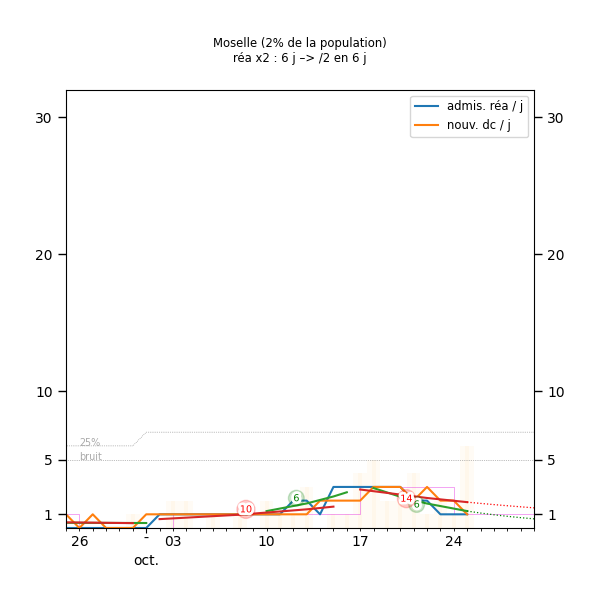 Moselle (2% de la population)
réa x2 : 6 j –> /2 en 6 j
admis. réa / j
nouv. dc / j
30 30
20 20
10 10
25%
bruit
5 5
6
14
10
6
1 1
26 - 03 10 17 24
oct.